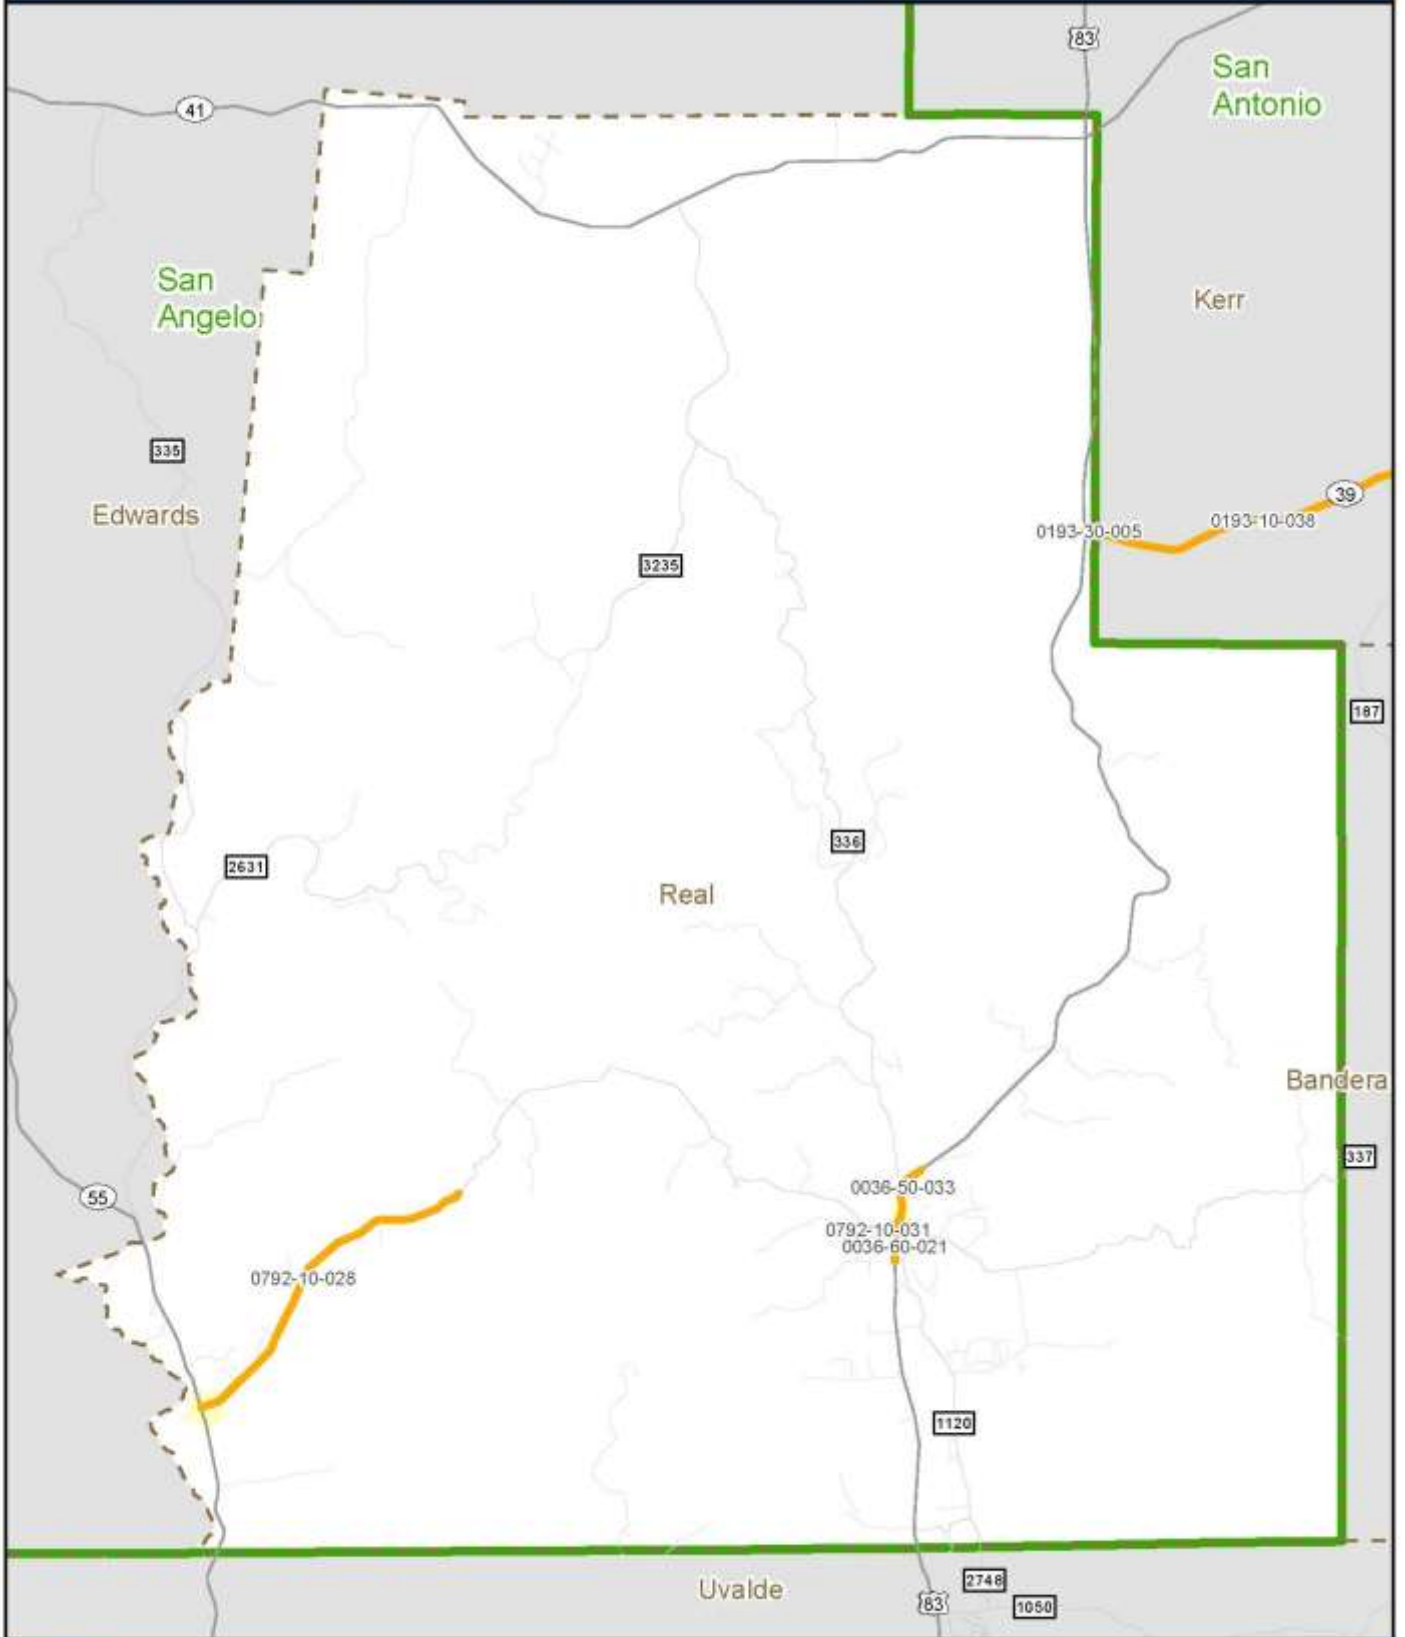 83
San
Antonio
41
San
Angelo
Kerr
335
39
Edwards
0193-10-038
0193-30-005
3235
187
336
2631
Real
Bandera
337
0036-50-033
55
0792-10-031
0036-60-021
0792-10-028
1120
2748
Uvalde
83
1050